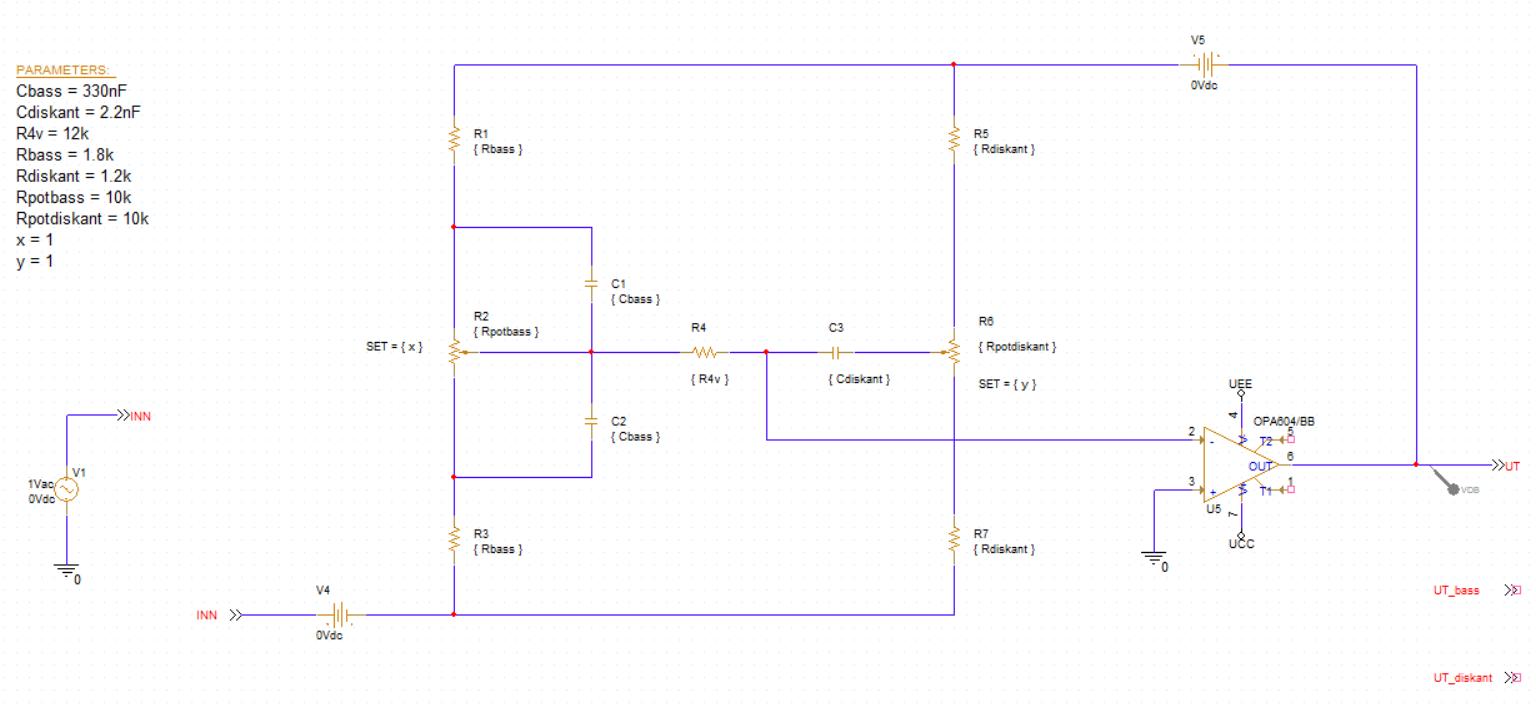 V5
0Vdc
PARAMETERS:
Cbass = 330nF
Cdiskant = 2.2nF
R4v = 12k
Rbass = 1.8k
Rdiskant = 1.2k
Rpotbass = 10k
Rpotdiskant = 10k
x = 1
y = 1
R1
{ Rbass }
R5
{ Rdiskant }
C1
{ Cbass }
R2
{ Rpotbass }
SET = { x }
R4
{ R4v }
C3
{ Cdiskant }
R6
{ Rpotdiskant }
SET = { y }
C2
{ Cbass }
INN
V1
1Vac
0Vdc
0
UEE
4
OPA604/BB
2
-
T2
5
OUT
6
3
+
T1
1
U5
7
UCC
0
UT
VDB
R3
{ Rbass }
R7
{ Rdiskant }
V4
0Vdc
INN
UT_bass
UT_diskant